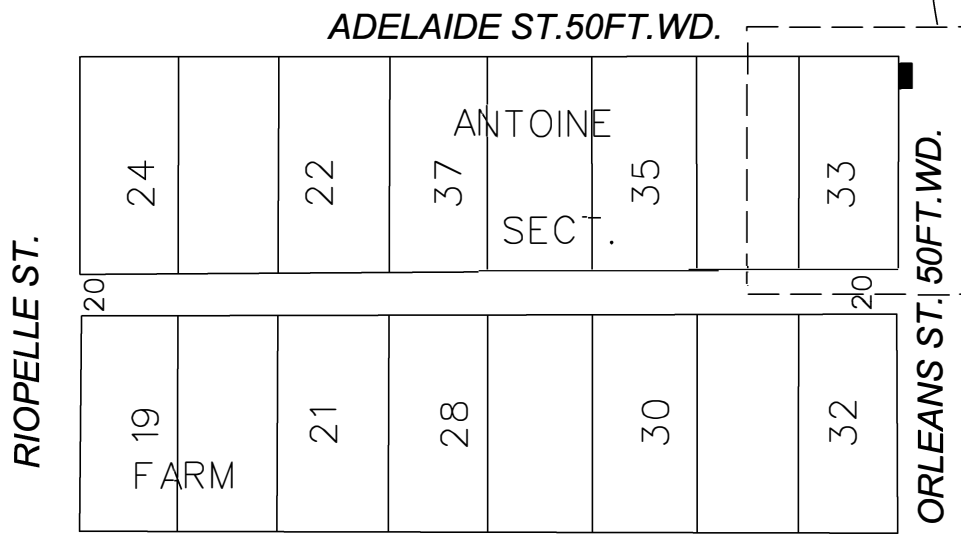 ADELAIDE ST.50FT.WD.
ANTOINE
24
22
37
35
33
SECT.
RIOPELLE ST.
20
20
ORLEANS ST. 50FT.WD.
19
21
28
30
32
FARM